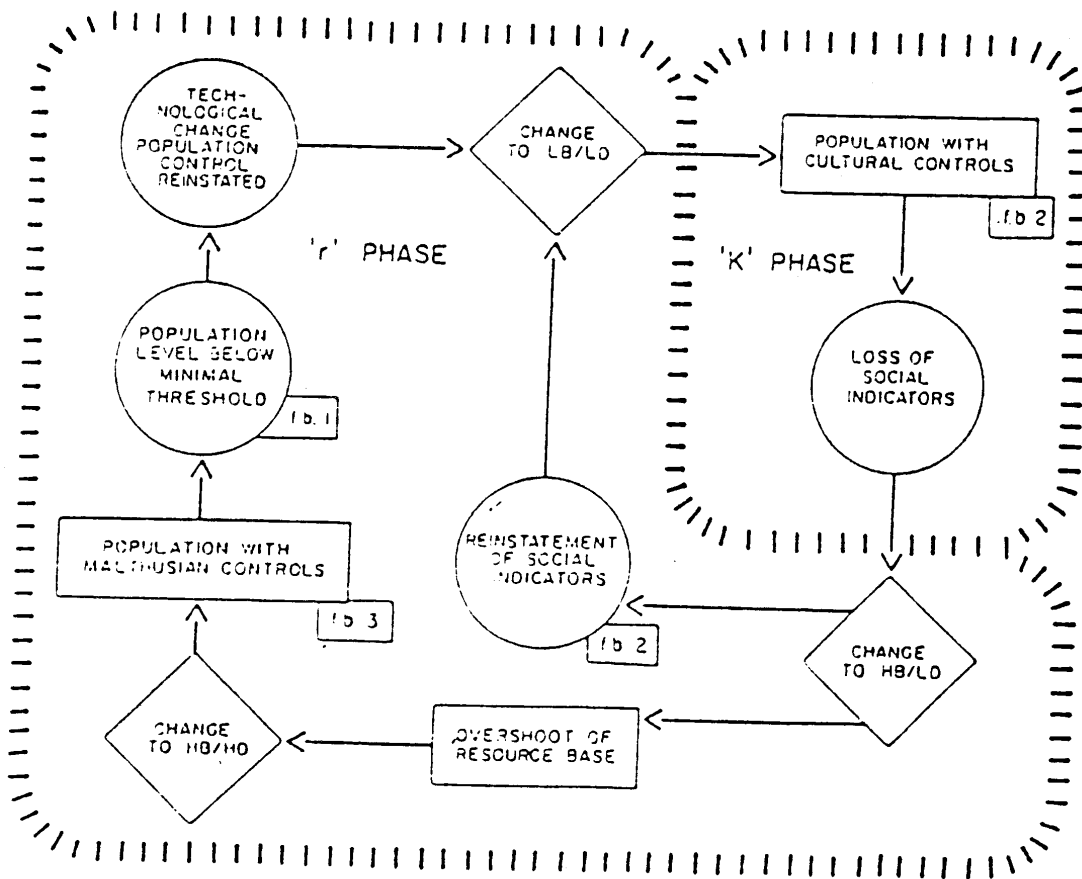 TECH-
NOLOGICAL
CHANGE
POPULATION
CONTROL
REINSTATED
CHANGE
TO LB/LD
POPULATION WITH
CULTURAL CONTROLS
f.b 2
'r' PHASE
'K' PHASE
POPULATION
LEVEL BELOW
MINIMAL
THRESHOLD
f.b. 1
LOSS OF
SOCIAL
INDICATORS
POPULATION WITH
MALTHUSIAN CONTROLS
f.b 3
REINSTATEMENT
OF SOCIAL
INDICATORS
f.b 2
CHANGE
TO HB/LD
CHANGE
TO HB/HD
OVERSHOOT OF
RESOURCE BASE